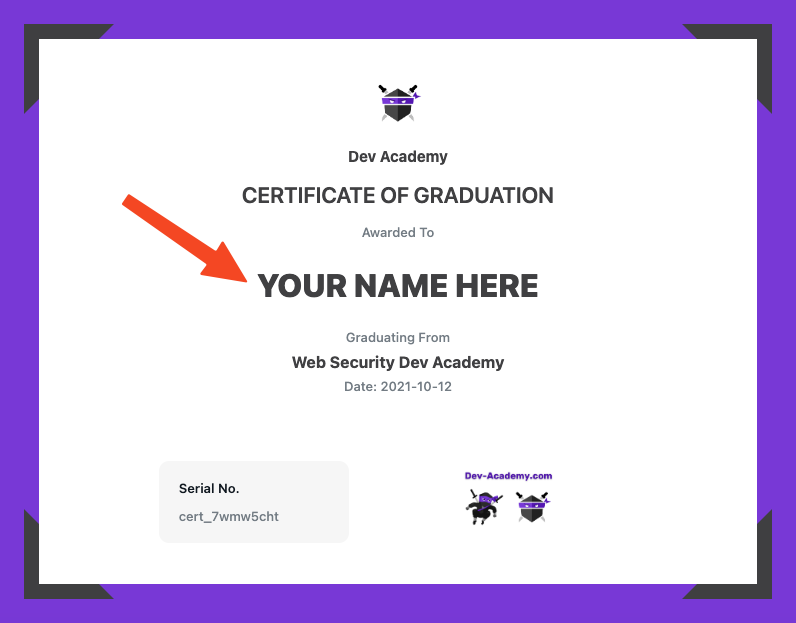 Dev Academy
CERTIFICATE OF GRADUATION
Awarded To
YOUR NAME HERE
Graduating From
Web Security Dev Academy
Date: 2021-10-12
Serial No.
cert_7wmw5cht
Dev-Academy.com